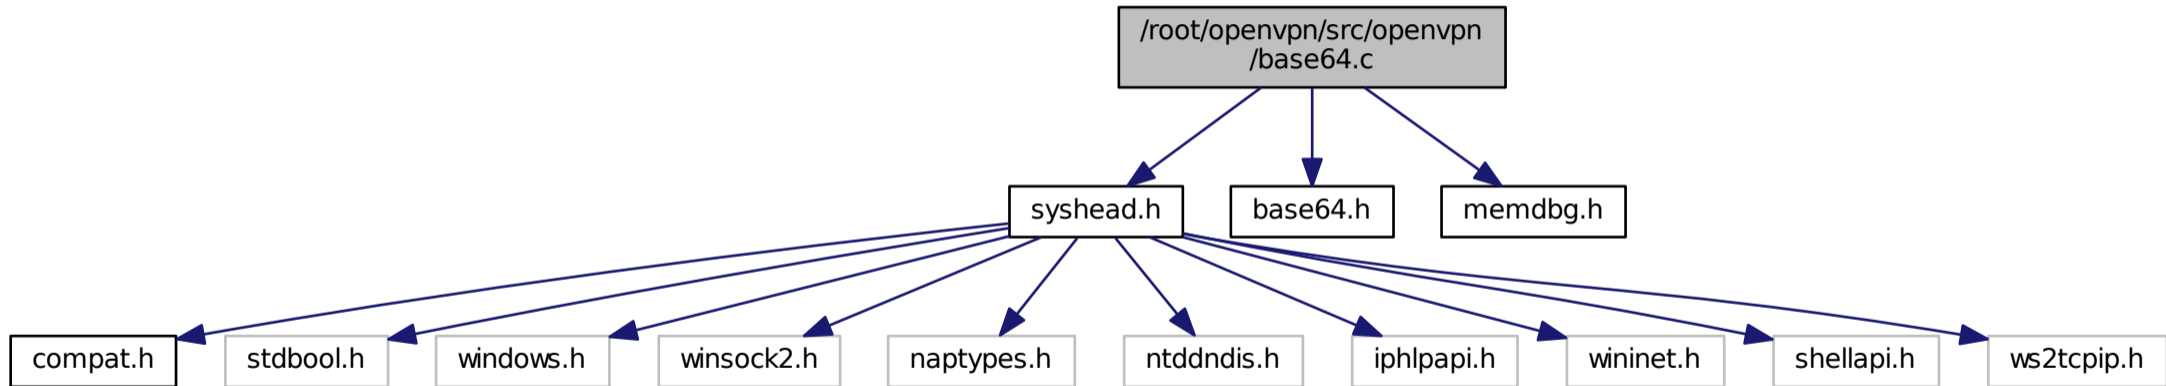 /root/openvpn/src/openvpn
/base64.c
syshead.h
base64.h
memdbg.h
compat.h
stdbool.h
windows.h
winsock2.h
naptypes.h
ntddndis.h
iphlpapi.h
wininet.h
shellapi.h
ws2tcpip.h